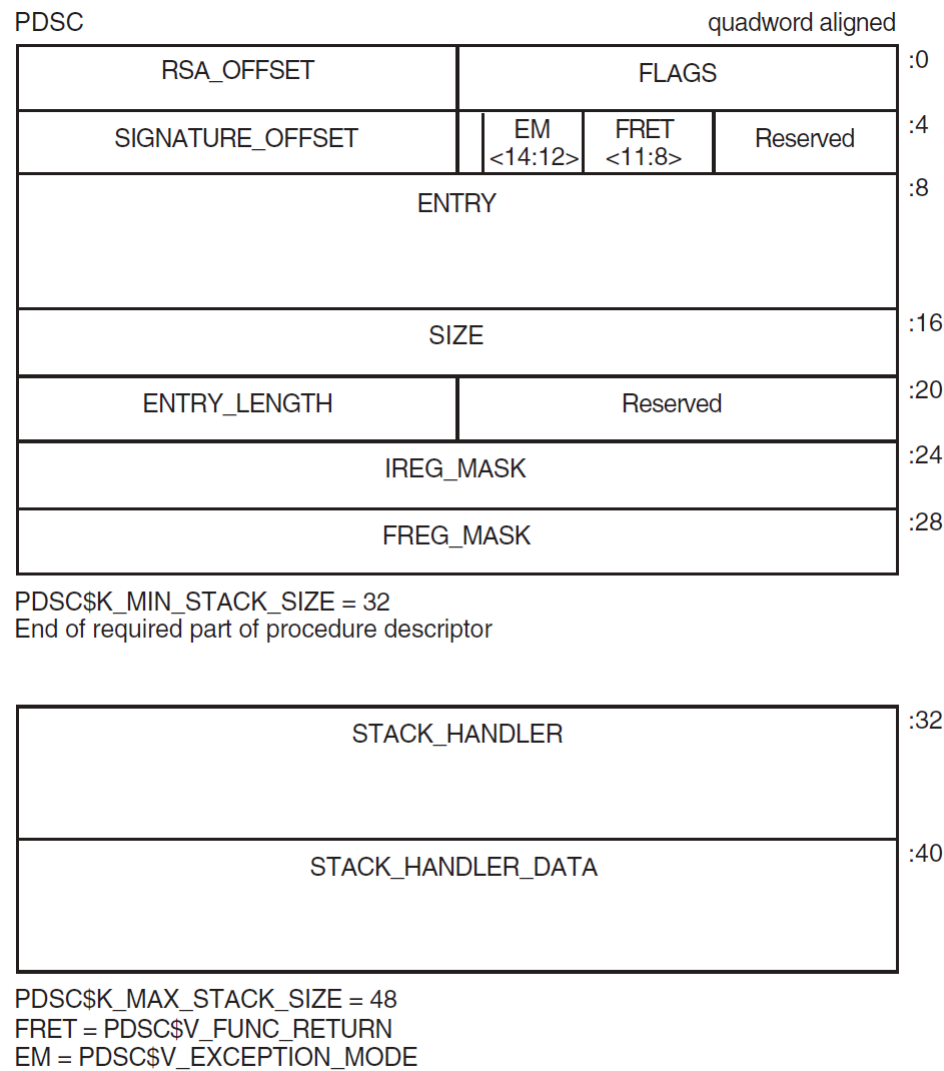 PDSC quadword aligned
RSA_OFFSET FLAGS :0
SIGNATURE_OFFSET EM <14:12> FRET <11:8> Reserved :4
ENTRY :8
SIZE :16
ENTRY_LENGTH Reserved :20
IREG_MASK :24
FREG_MASK :28
PDSC$K_MIN_STACK_SIZE = 32
End of required part of procedure descriptor
STACK_HANDLER :32
STACK_HANDLER_DATA :40
PDSC$K_MAX_STACK_SIZE = 48
FRET = PDSC$V_FUNC_RETURN
EM = PDSC$V_EXCEPTION_MODE